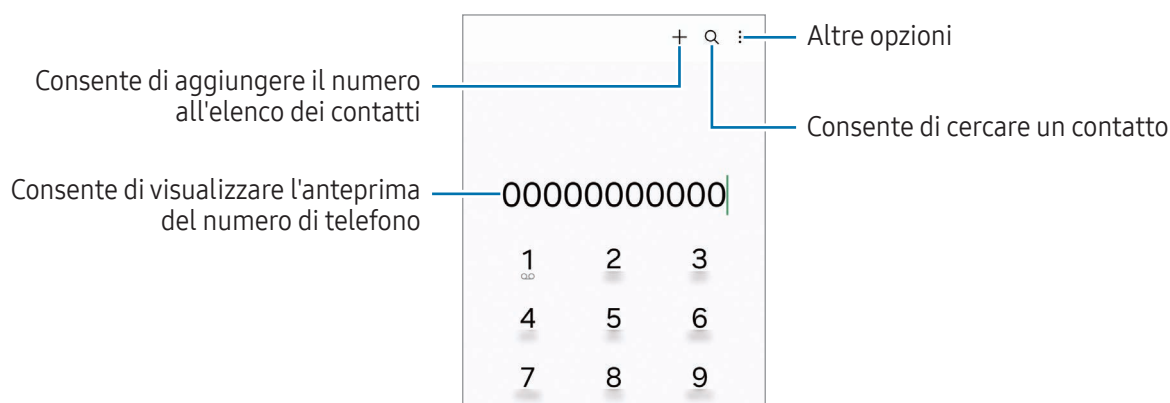 Altre opzioni
Consente di aggiungere il numero
all'elenco dei contatti
Consente di cercare un contatto
Consente di visualizzare l'anteprima
del numero di telefono
00000000000
1 2 3
4 5 6
7 8 9